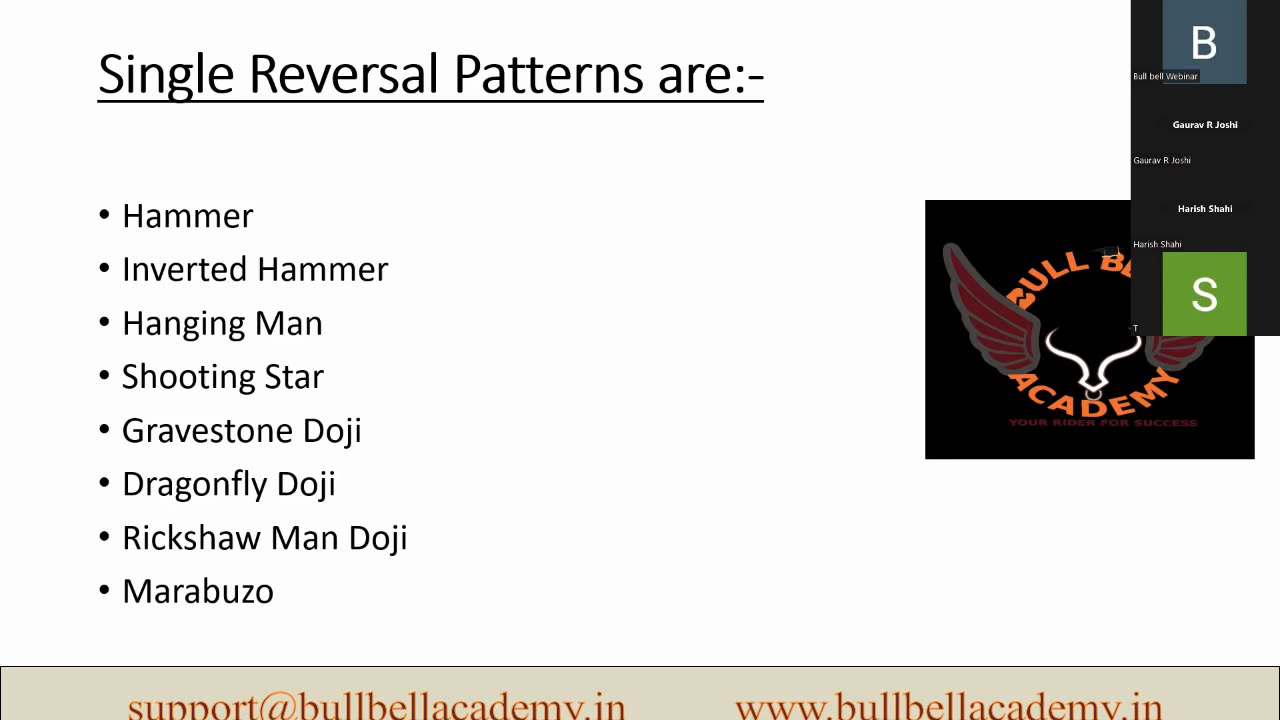 Single Reversal Patterns are:-
• Hammer
• Inverted Hammer
• Hanging Man
• Shooting Star
• Gravestone Doji
• Dragonfly Doji
• Rickshaw Man Doji
• Marabuzo
B
Bull bell Webinar
Gaurav R Joshi
Gaurav R Joshi
Harish Shahi
Harish Shahi
S
T
BULL
ACADEMY
YOUR RIDER FOR SUCCESS
support@bullbellacademy.in www.bullbellacademy.in